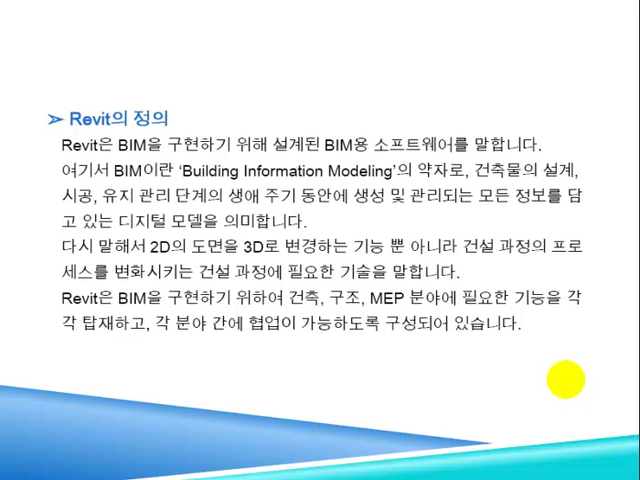 ➢ Revit의 정의
Revit은 BIM을 구현하기 위해 설계된 BIM용 소프트웨어를 말합니다.
여기서 BIM이란 ‘Building Information Modeling’의 약자로, 건축물의 설계,
시공, 유지 관리 단계의 생애 주기 동안에 생성 및 관리되는 모든 정보를 담
고 있는 디지털 모델을 의미합니다.
다시 말해서 2D의 도면을 3D로 변경하는 기능 뿐 아니라 건설 과정의 프로
세스를 변화시키는 건설 과정에 필요한 기술을 말합니다.
Revit은 BIM을 구현하기 위하여 건축, 구조, MEP 분야에 필요한 기능을 각
각 탑재하고, 각 분야 간에 협업이 가능하도록 구성되어 있습니다.